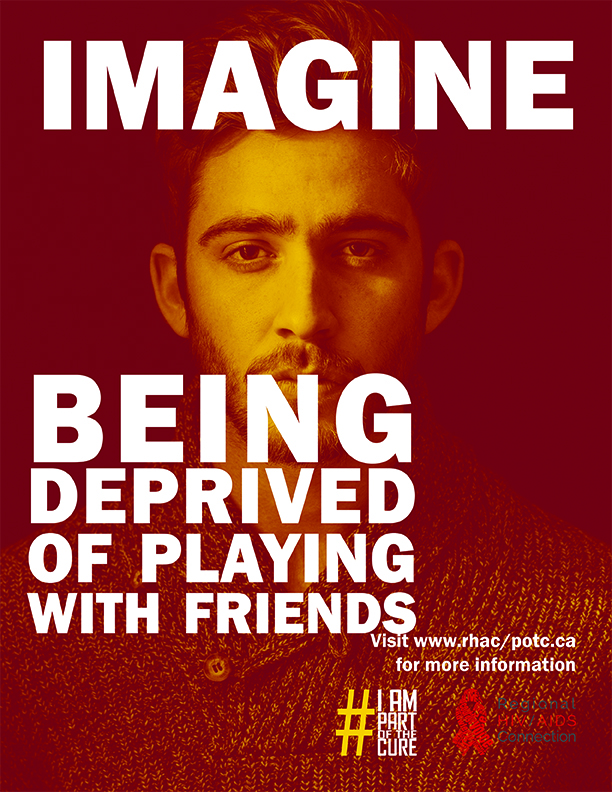 IMAGINE
BEING
DEPRIVED
OF PLAYING
WITH FRIENDS
Visit www.rhac/potc.ca
for more information
#I AM
PART
OF THE
CURE
Regional
HIV/AIDS
Connection